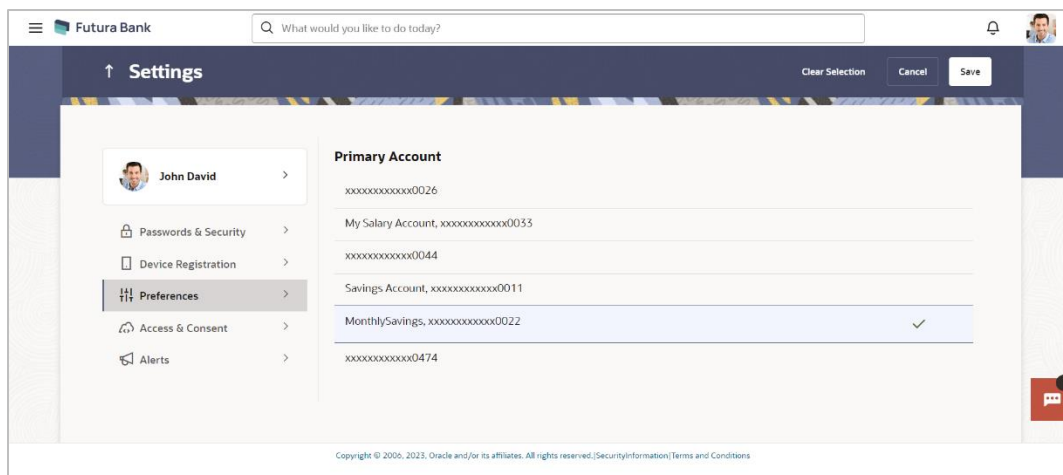 Futura Bank
What would you like to do today?
Settings
Clear Selection
Cancel
Save
John David
Passwords & Security
Device Registration
Preferences
Access & Consent
Alerts
Primary Account
xxxxxxxxxxxx0026
My Salary Account, xxxxxxxxxxxx0033
xxxxxxxxxxxx0044
Savings Account, xxxxxxxxxxxx0011
MonthlySavings, xxxxxxxxxxxx0022
xxxxxxxxxxxx0474
Copyright © 2006, 2023, Oracle and/or its affiliates. All rights reserved.|SecurityInformation|Terms and Conditions